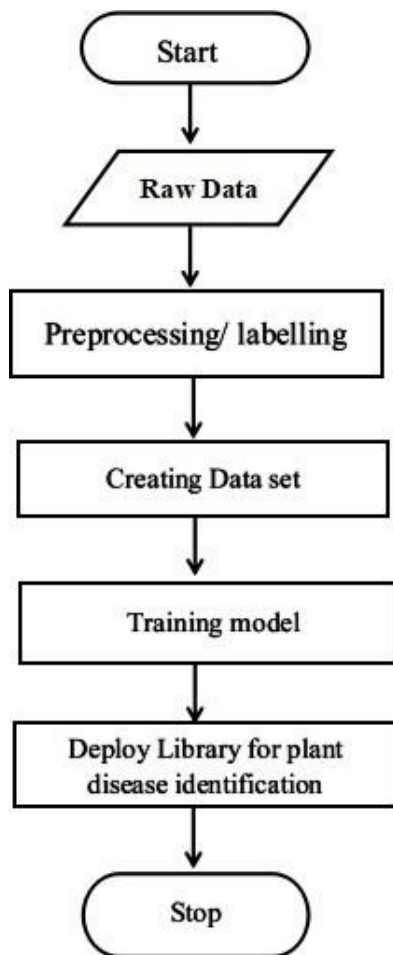 Start
Raw Data
Preprocessing/ labelling
Creating Data set
Training model
Deploy Library for plant
disease identification
Stop